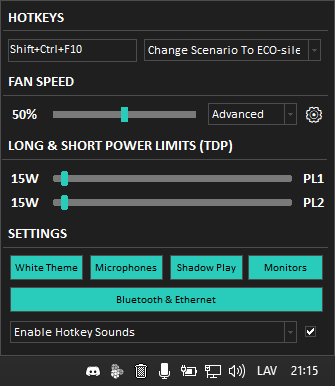 HOTKEYS
Shift+Ctrl+F10 Change Scenario To ECO-sile
FAN SPEED
50% Advanced
LONG & SHORT POWER LIMITS (TDP)
15W PL1
15W PL2
SETTINGS
White Theme Microphones Shadow Play Monitors
Bluetooth & Ethernet
Enable Hotkey Sounds
LAV 21:15